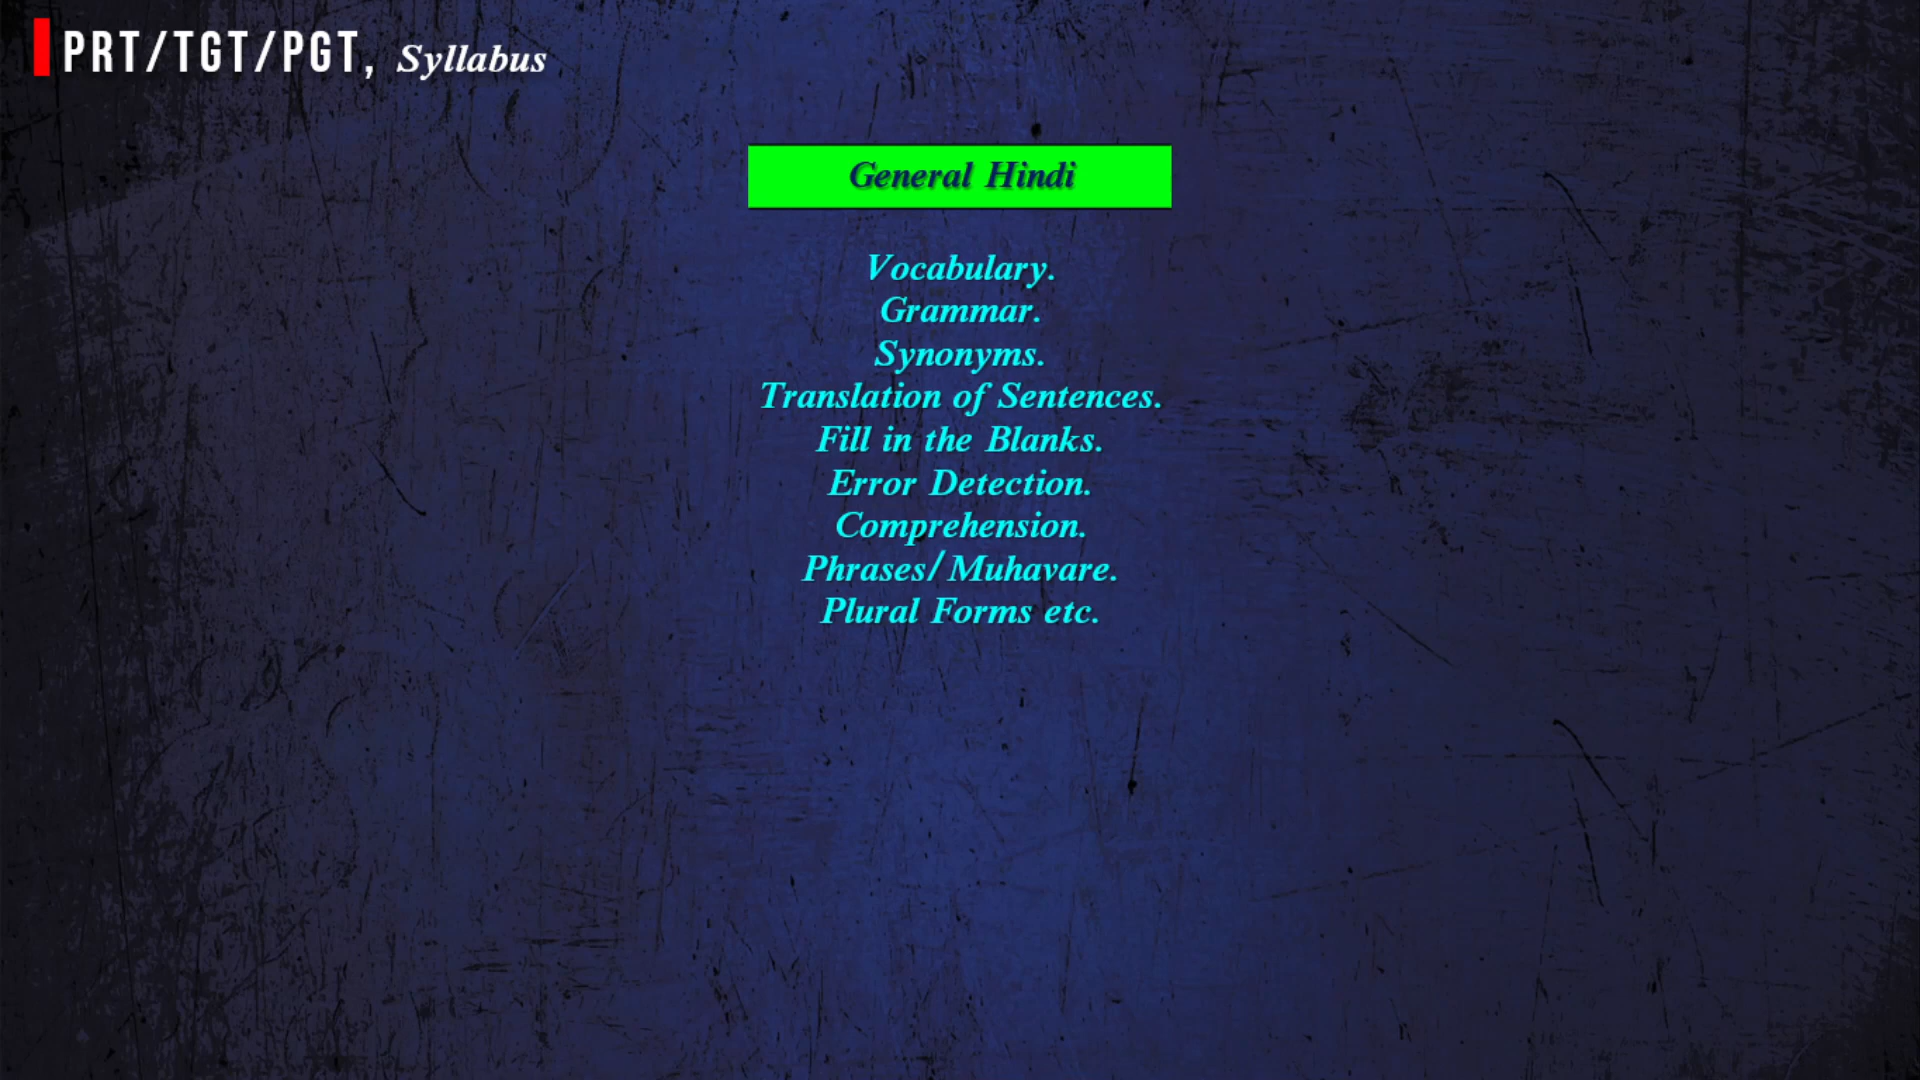 PRT/TGT/PGT, Syllabus
General Hindi
Vocabulary.
Grammar.
Synonyms.
Translation of Sentences.
Fill in the Blanks.
Error Detection.
Comprehension.
Phrases/Muhavare.
Plural Forms etc.